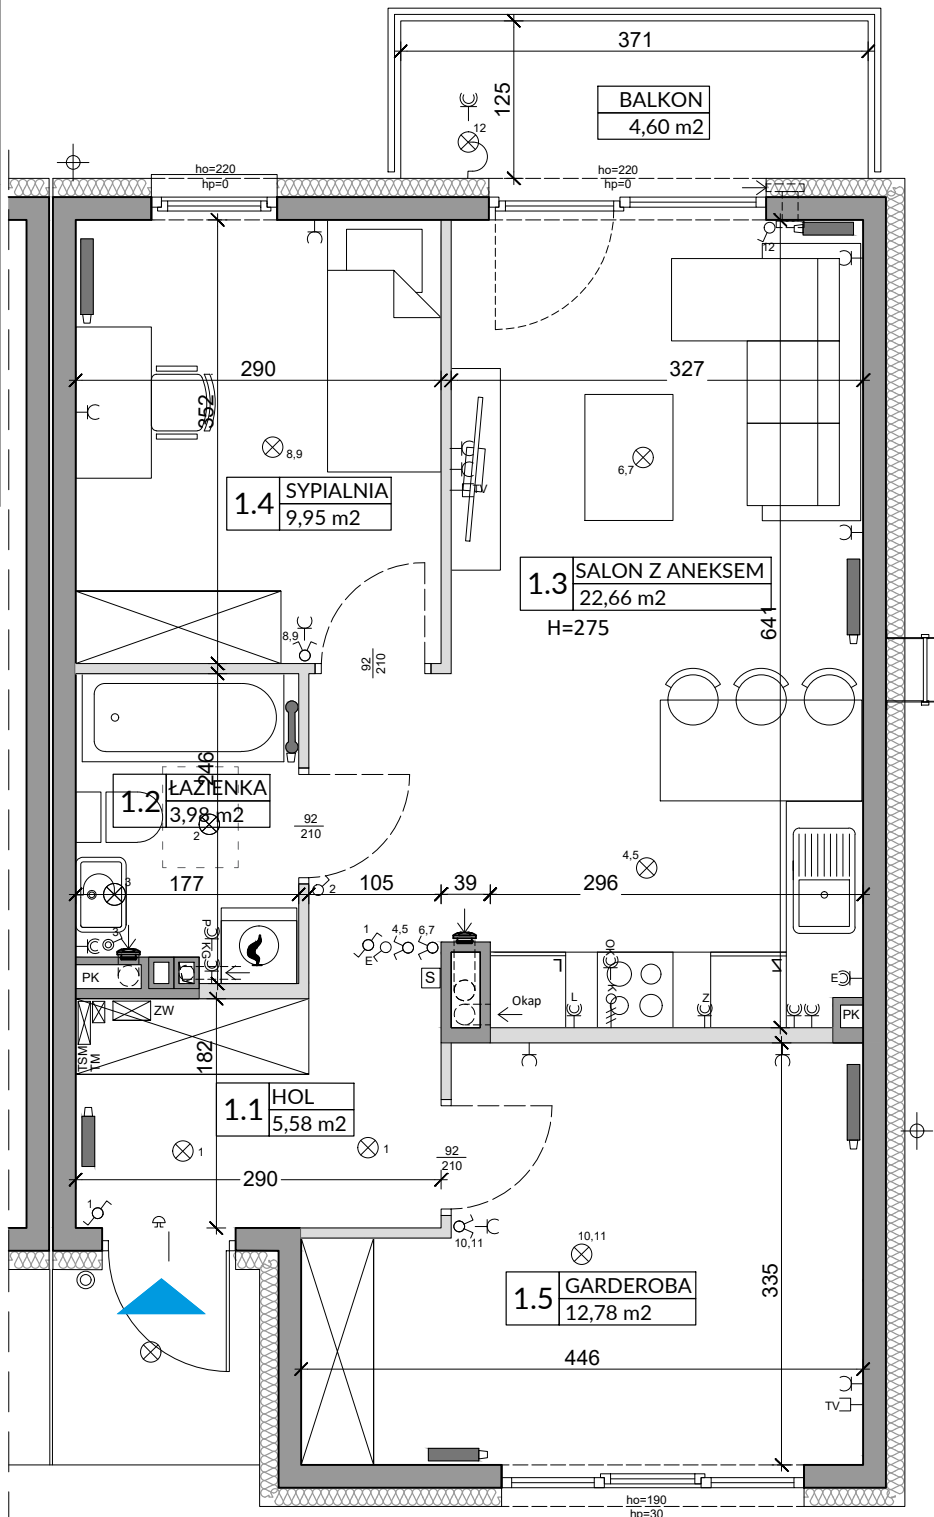 371
125
BALKON
4,60 m2
12
ho=220
hp=0
ho=220
hp=0
12
290
327
352
8,9
6,7
TV
1.4
SYPIALNIA
9,95 m2
1.3
SALON Z ANEKSEM
22,66 m2
H=275
641
8,9
92
210
246
1.2
ŁAZIENKA
3,98 m2
2
92
210
4,5
3
177
2
105
39
296
3
P
KG
1
E
4,5
6,7
S
OK
K
E
PK
Okap
L
Z
PK
ZW
TSM
TM
182
1.1
HOL
5,58 m2
1
1
92
210
290
1
10,11
10,11
1.5
GARDEROBA
12,78 m2
335
446
TV
ho=190
hp=30